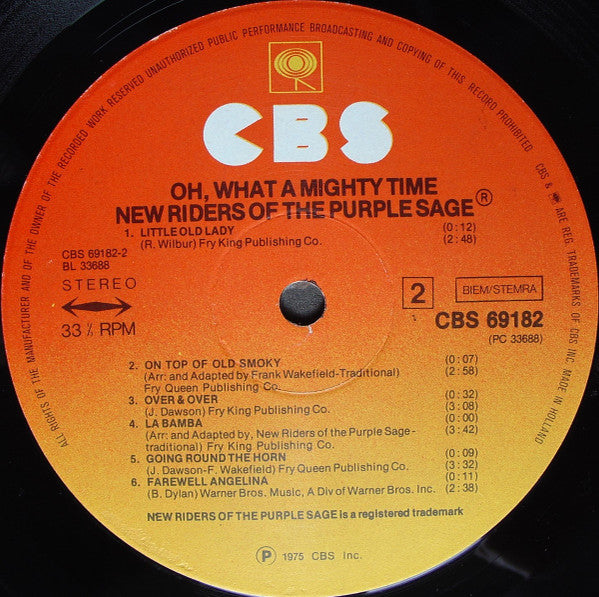 ALL RIGHTS OF THE MANUFACTURER AND OF THE OWNER OF THE RECORDED WORK RESERVED UNAUTHORIZED PUBLIC PERFORMANCE BROADCASTING AND COPYING OF THIS RECORD PROHIBITED
CBS & ARE REG. TRADEMARKS OF CBS INC. MADE IN HOLLAND
CBS
OH, WHAT A MIGHTY TIME
NEW RIDERS OF THE PURPLE SAGE®
1. LITTLE OLD LADY (0:12)
(R. Wilbur) Fry King Publishing Co. (2:48)
CBS 69182-2
BL 33688
STEREO
33⅓ RPM
2
BIEM/STEMRA
CBS 69182
(PC 33688)
2. ON TOP OF OLD SMOKY (0:07)
(Arr: and Adapted by Frank Wakefield-Traditional) (2:58)
Fry Queen Publishing Co.
3. OVER & OVER (0:32)
(J. Dawson) Fry King Publishing Co. (3:08)
4. LA BAMBA (0:00)
(Arr: and Adapted by, New Riders of the Purple Sage- (3:42)
traditional) Fry King Publishing Co.
5. GOING ROUND THE HORN (0:09)
(J. Dawson-F. Wakefield) Fry Queen Publishing Co. (3:32)
6. FAREWELL ANGELINA (0:11)
(B. Dylan) Warner Bros. Music, A Div of Warner Bros. Inc. (2:38)
NEW RIDERS OF THE PURPLE SAGE is a registered trademark
℗ 1975 CBS Inc.